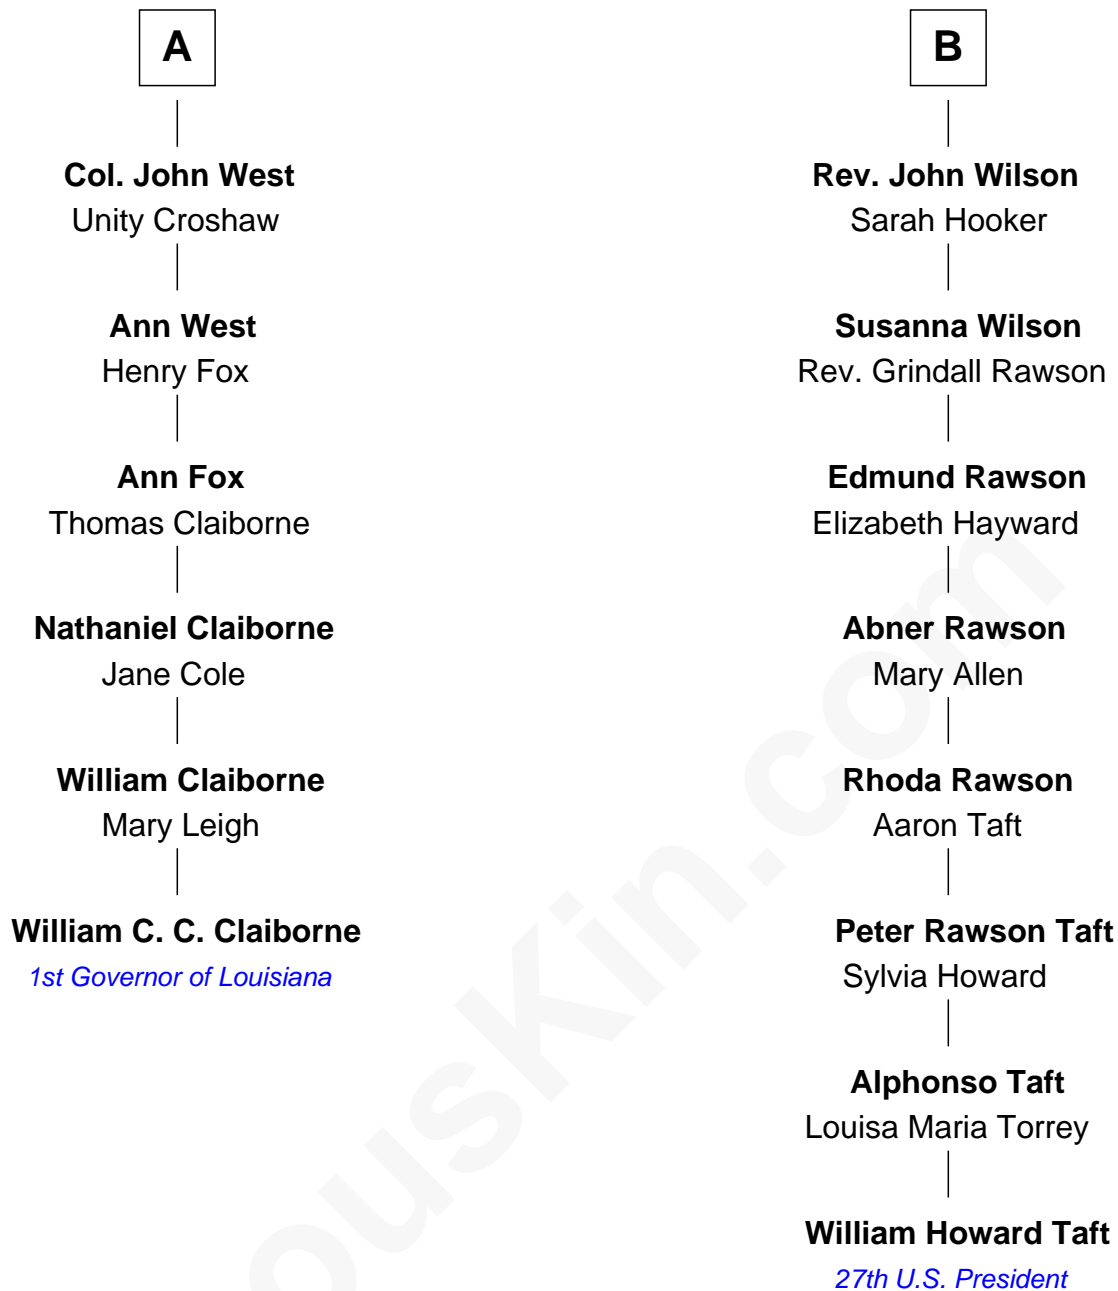 A
Col. John West
Unity Croshaw
Ann West
Henry Fox
Ann Fox
Thomas Claiborne
Nathaniel Claiborne
Jane Cole
William Claiborne
Mary Leigh
William C. C. Claiborne
1st Governor of Louisiana
B
Rev. John Wilson
Sarah Hooker
Susanna Wilson
Rev. Grindall Rawson
Edmund Rawson
Elizabeth Hayward
Abner Rawson
Mary Allen
Rhoda Rawson
Aaron Taft
Peter Rawson Taft
Sylvia Howard
Alphonso Taft
Louisa Maria Torrey
William Howard Taft
27th U.S. President
ousKin.com